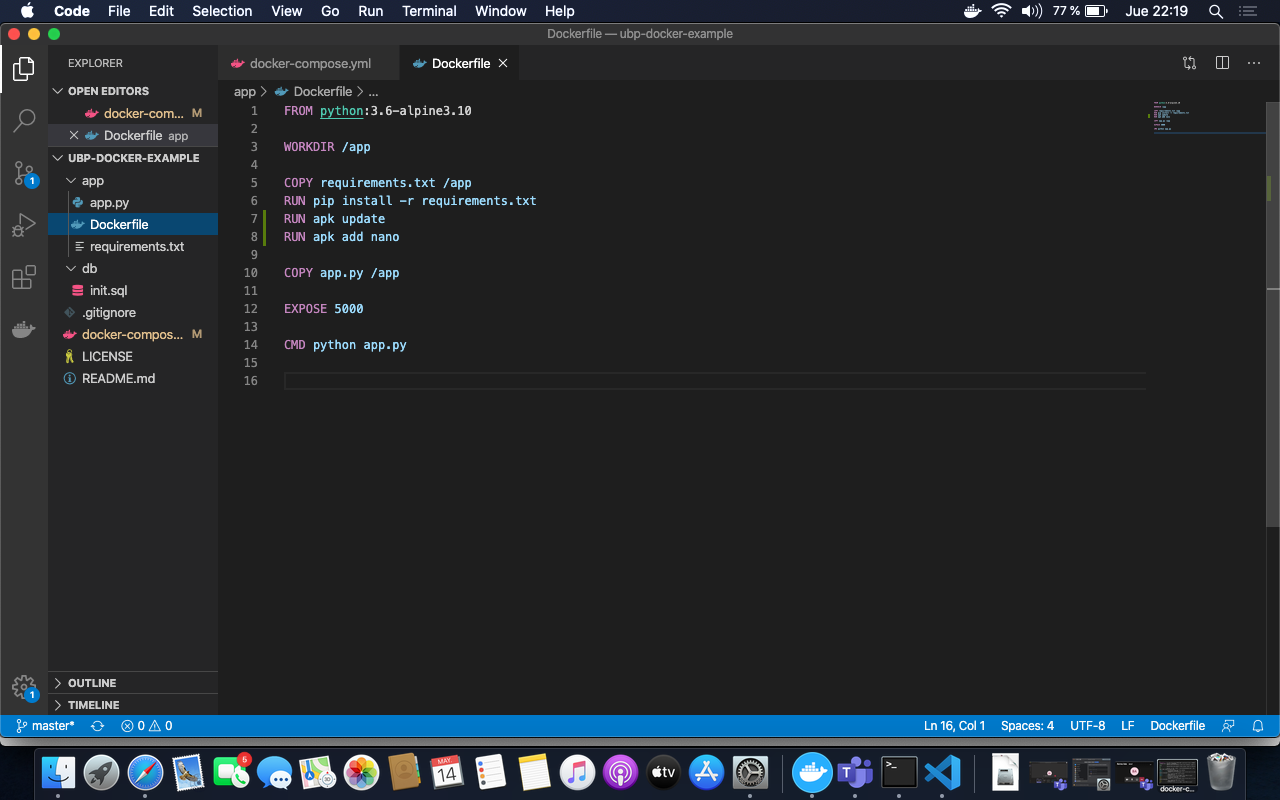 Code File Edit Selection View Go Run Terminal Window Help 77 % Jue 22:19
Dockerfile — ubp-docker-example
EXPLORER
docker-compose.yml
Dockerfile
OPEN EDITORS
docker-com... M
Dockerfile app
UBP-DOCKER-EXAMPLE
app
app.py
Dockerfile
requirements.txt
db
init.sql
.gitignore
docker-compos... M
LICENSE
README.md
OUTLINE
TIMELINE
1
1
app > Dockerfile > ...
1 FROM python:3.6-alpine3.10
2
3 WORKDIR /app
4
5 COPY requirements.txt /app
6 RUN pip install -r requirements.txt
7 RUN apk update
8 RUN apk add nano
9
10 COPY app.py /app
11
12 EXPOSE 5000
13
14 CMD python app.py
15
16
master* 0 0 Ln 16, Col 1 Spaces: 4 UTF-8 LF Dockerfile
5
MAY
14
tv
>_
docker-c...